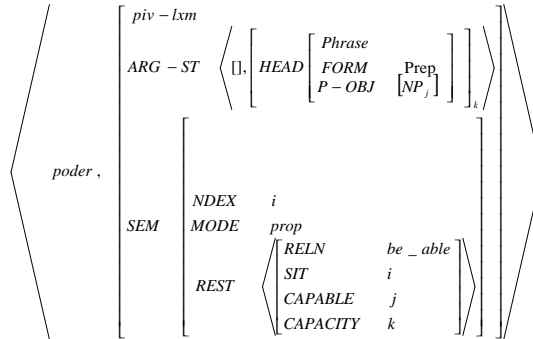 piv – lxm
Phrase
ARG – ST ⟨ [], [ HEAD [ FORM Prep
P – OBJ [NP j] ] ] k ⟩
poder ,
NDEX i
SEM MODE prop
RELN be _ able
SIT i
REST
CAPABLE j
CAPACITY k